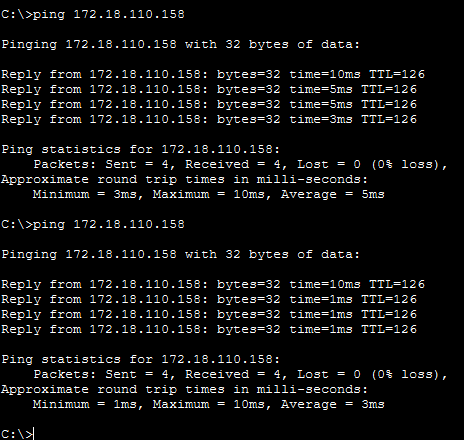 C:\>ping 172.18.110.158
Pinging 172.18.110.158 with 32 bytes of data:
Reply from 172.18.110.158: bytes=32 time=10ms TTL=126
Reply from 172.18.110.158: bytes=32 time=5ms TTL=126
Reply from 172.18.110.158: bytes=32 time=5ms TTL=126
Reply from 172.18.110.158: bytes=32 time=3ms TTL=126
Ping statistics for 172.18.110.158:
    Packets: Sent = 4, Received = 4, Lost = 0 (0% loss),
Approximate round trip times in milli-seconds:
    Minimum = 3ms, Maximum = 10ms, Average = 5ms
C:\>ping 172.18.110.158
Pinging 172.18.110.158 with 32 bytes of data:
Reply from 172.18.110.158: bytes=32 time=10ms TTL=126
Reply from 172.18.110.158: bytes=32 time=1ms TTL=126
Reply from 172.18.110.158: bytes=32 time=1ms TTL=126
Reply from 172.18.110.158: bytes=32 time=1ms TTL=126
Ping statistics for 172.18.110.158:
    Packets: Sent = 4, Received = 4, Lost = 0 (0% loss),
Approximate round trip times in milli-seconds:
    Minimum = 1ms, Maximum = 10ms, Average = 3ms
C:\>